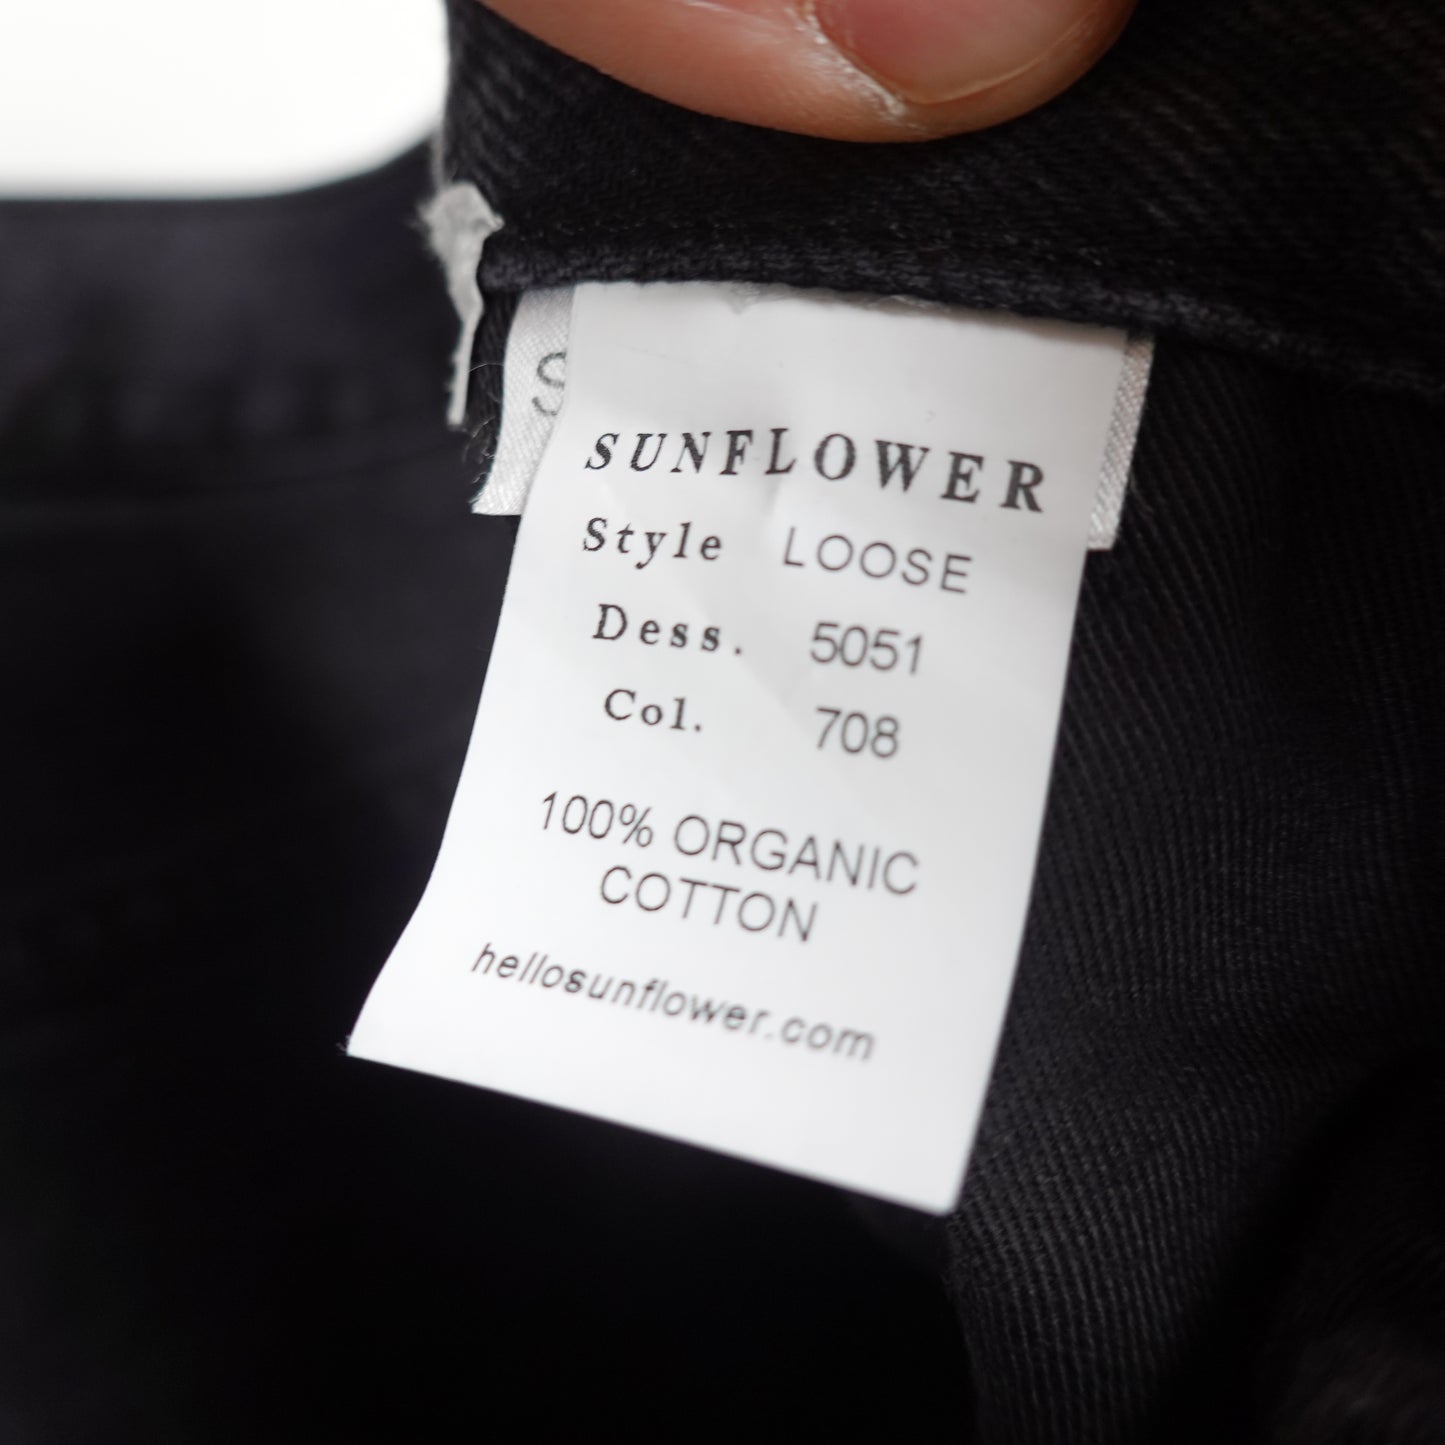 SUNFLOWER
Style LOOSE
Dess. 5051
Col. 708
100% ORGANIC
COTTON
hellosunflower.com